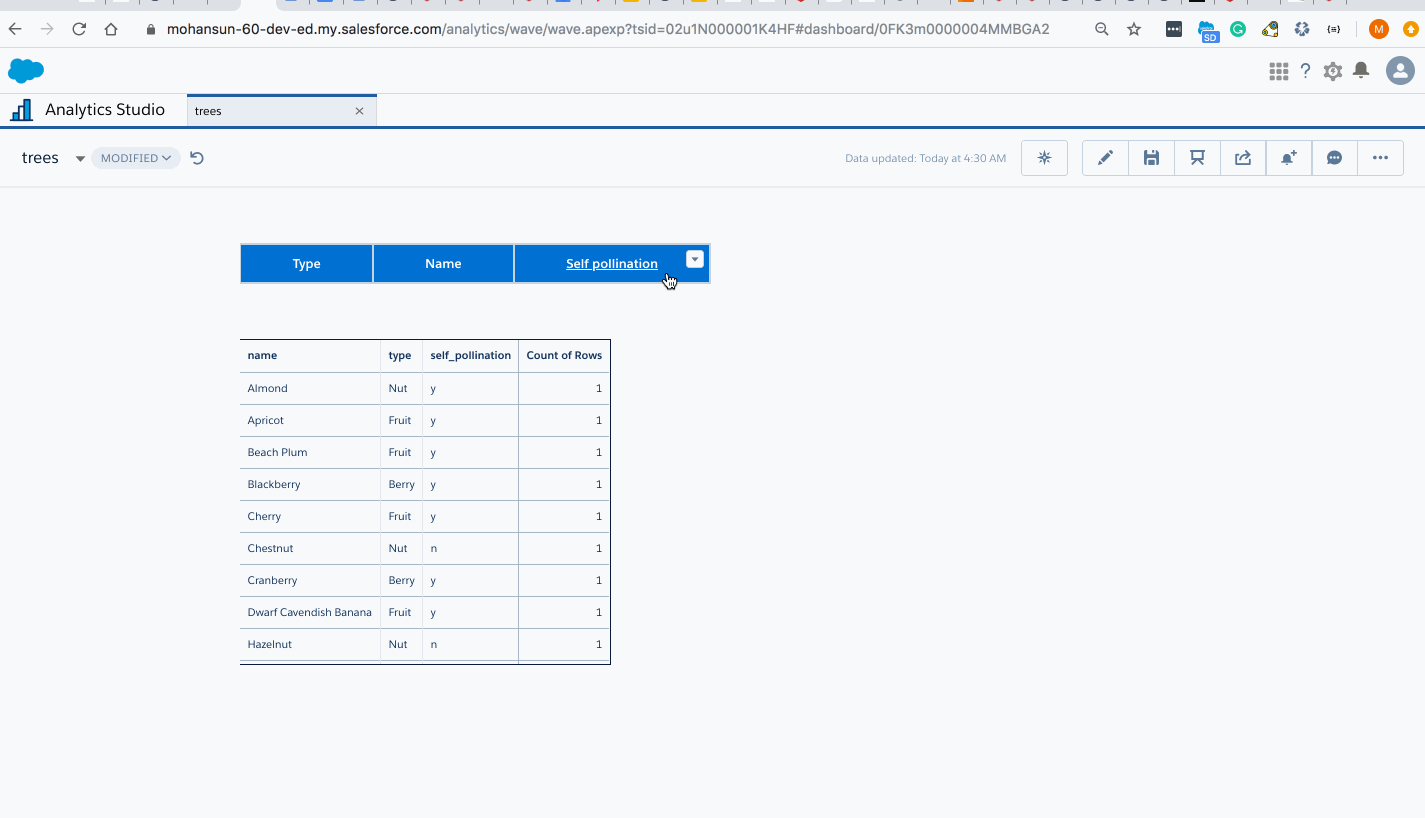 mohansun-60-dev-ed.my.salesforce.com/analytics/wave/wave.apexp?tsid=02u1N000001K4HF#dashboard/0FK3m0000004MMBGA2
SD
M
?
Analytics Studio trees
trees MODIFIED Data updated: Today at 4:30 AM
Type Name Self pollination
name type self_pollination Count of Rows
Almond Nut y 1
Apricot Fruit y 1
Beach Plum Fruit y 1
Blackberry Berry y 1
Cherry Fruit y 1
Chestnut Nut n 1
Cranberry Berry y 1
Dwarf Cavendish Banana Fruit y 1
Hazelnut Nut n 1